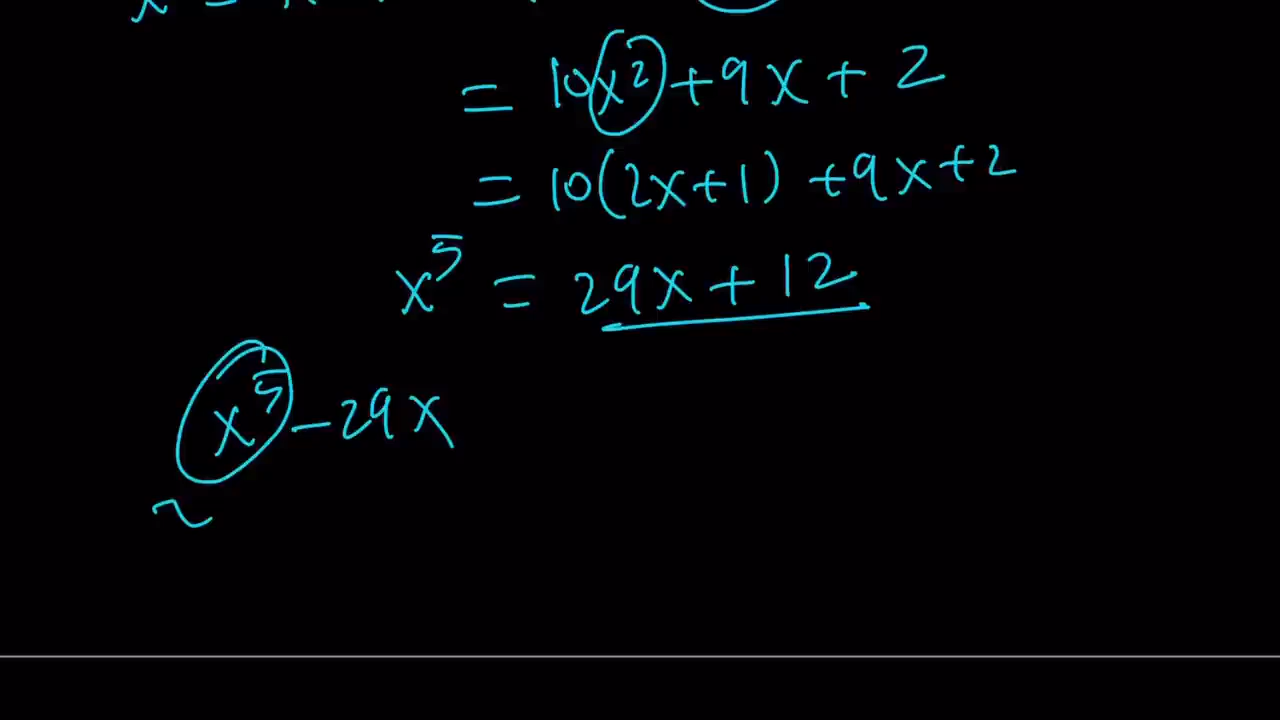 = 10x² + 9x + 2
= 10(2x+1) + 9x + 2
x⁵ = 29x + 12
x⁵ - 29x